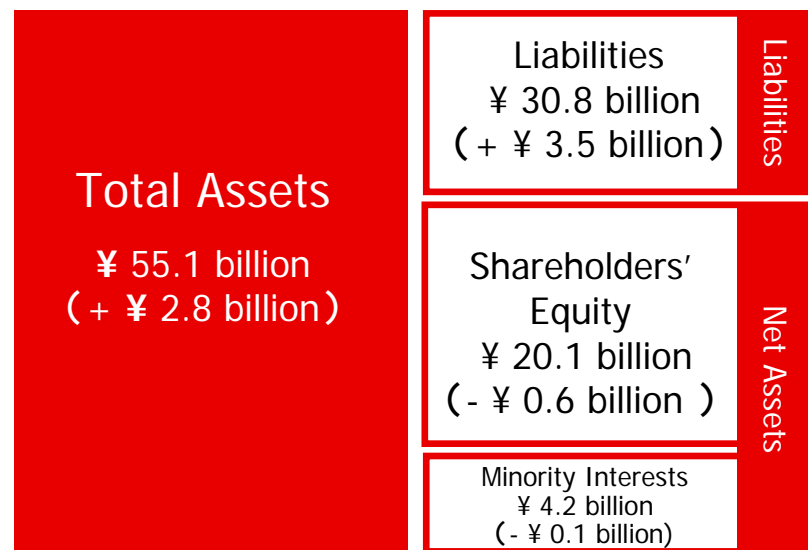 Total Assets
¥ 55.1 billion
(+ ¥ 2.8 billion)
Liabilities
¥ 30.8 billion
(+ ¥ 3.5 billion)
Liabilities
Shareholders’
Equity
¥ 20.1 billion
(- ¥ 0.6 billion )
Minority Interests
¥ 4.2 billion
(- ¥ 0.1 billion)
Net Assets